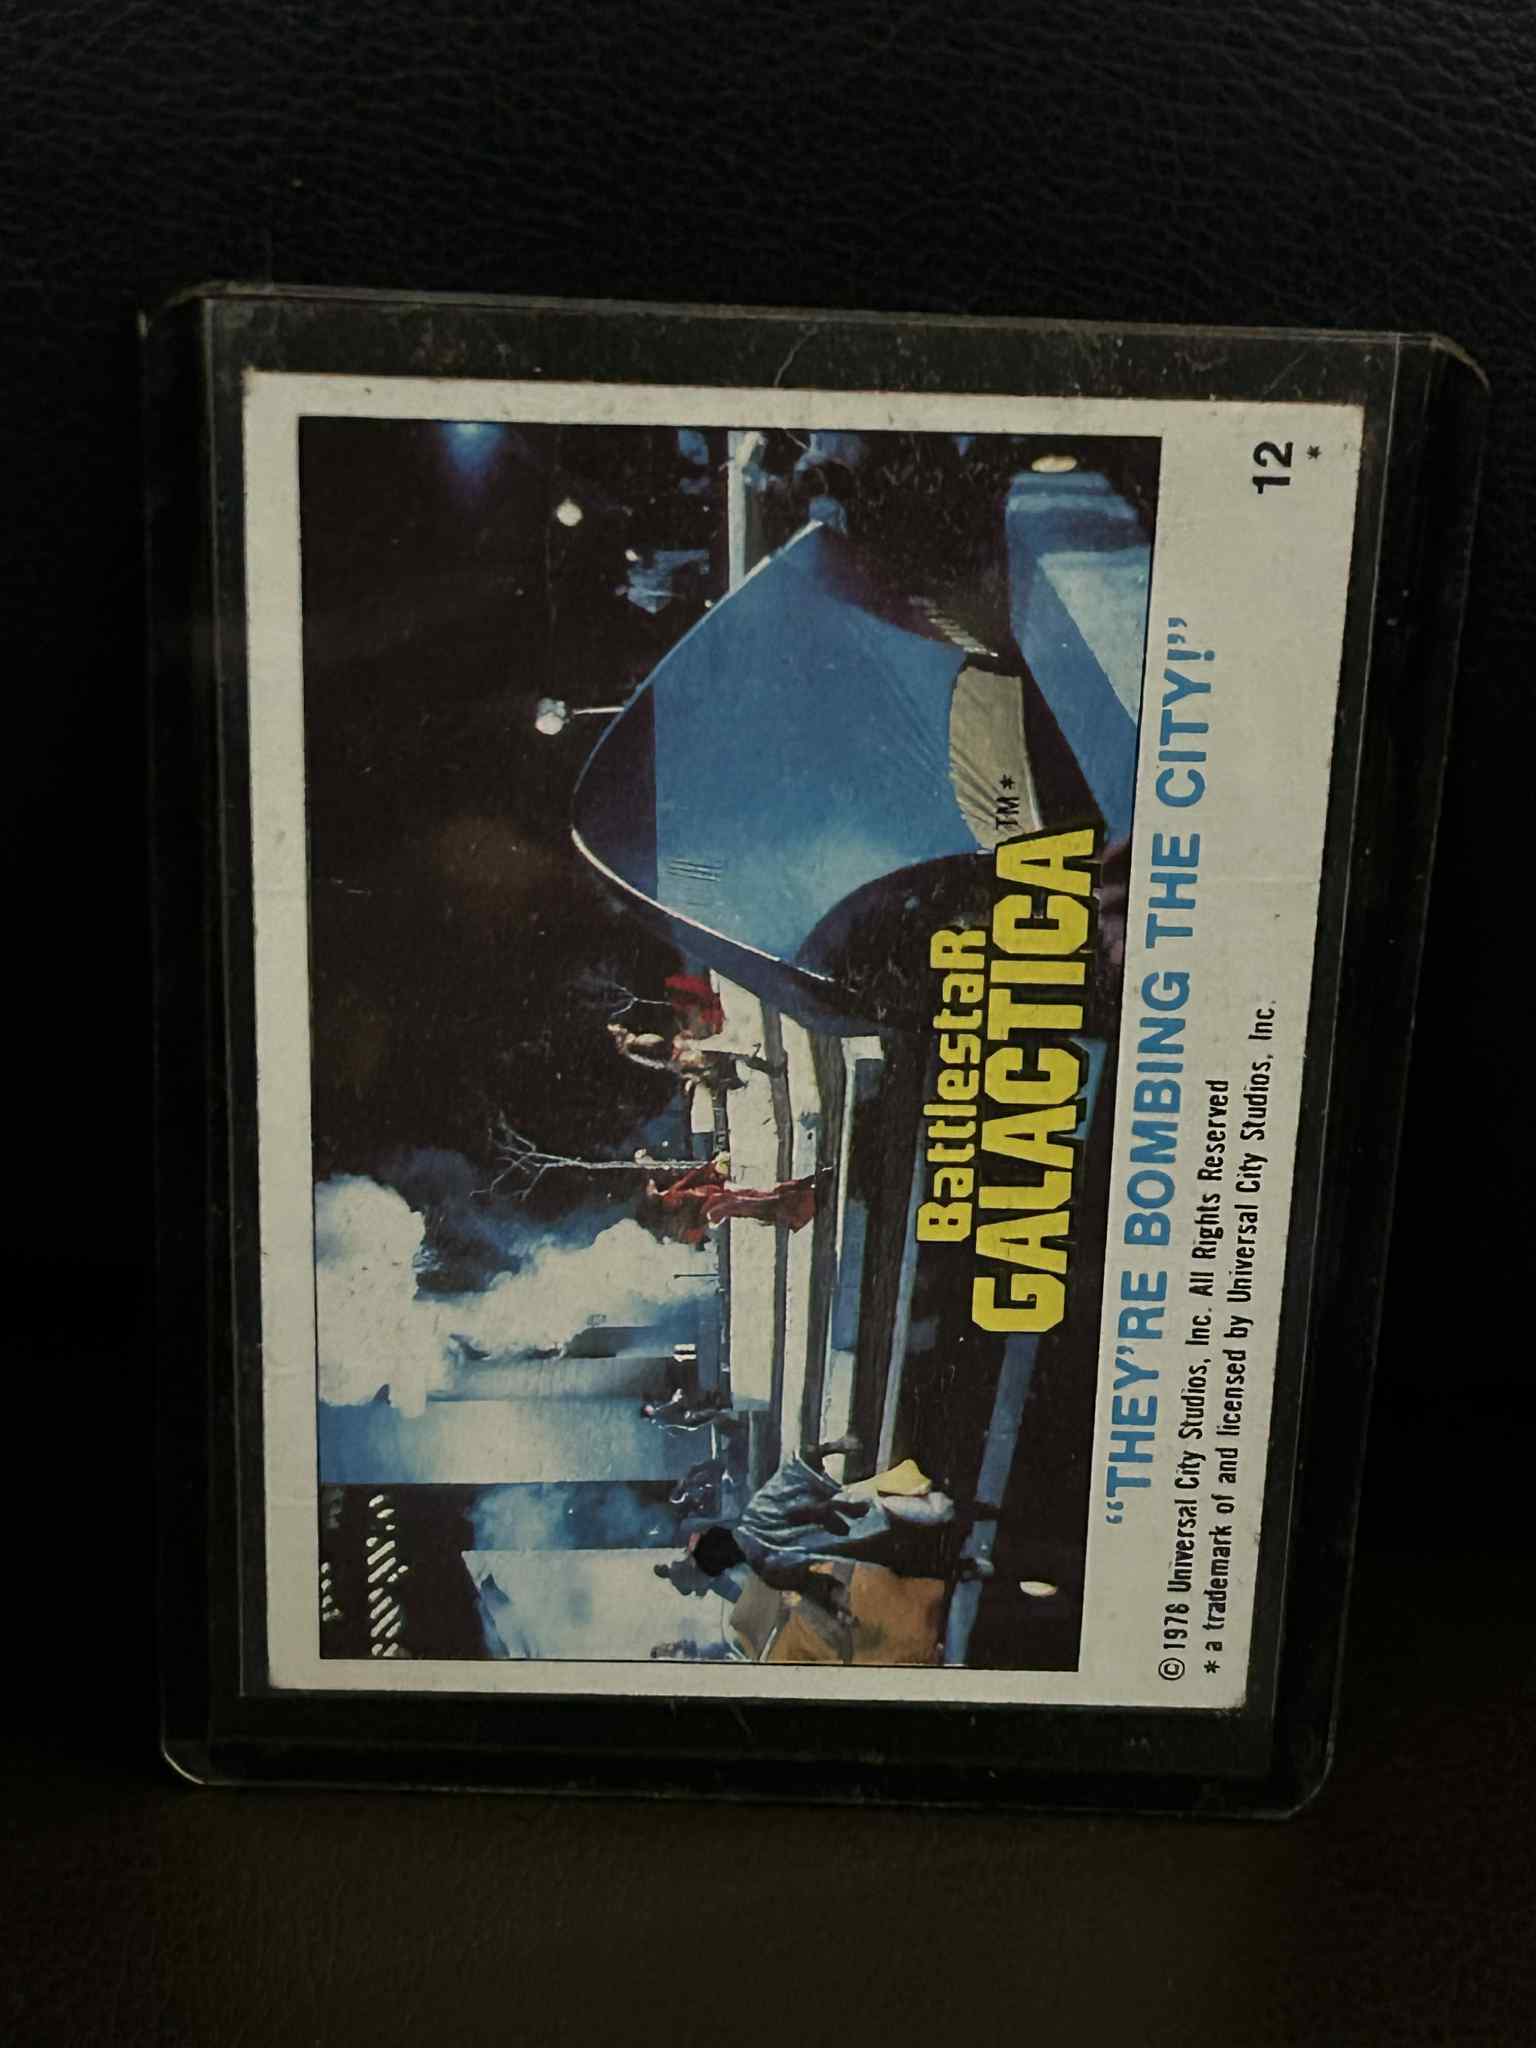 Battlestar
GALACTICA TM*
“THEY’RE BOMBING THE CITY!”
© 1978 Universal City Studios, Inc. All Rights Reserved
* a trademark of and licensed by Universal City Studios, Inc.
12
*